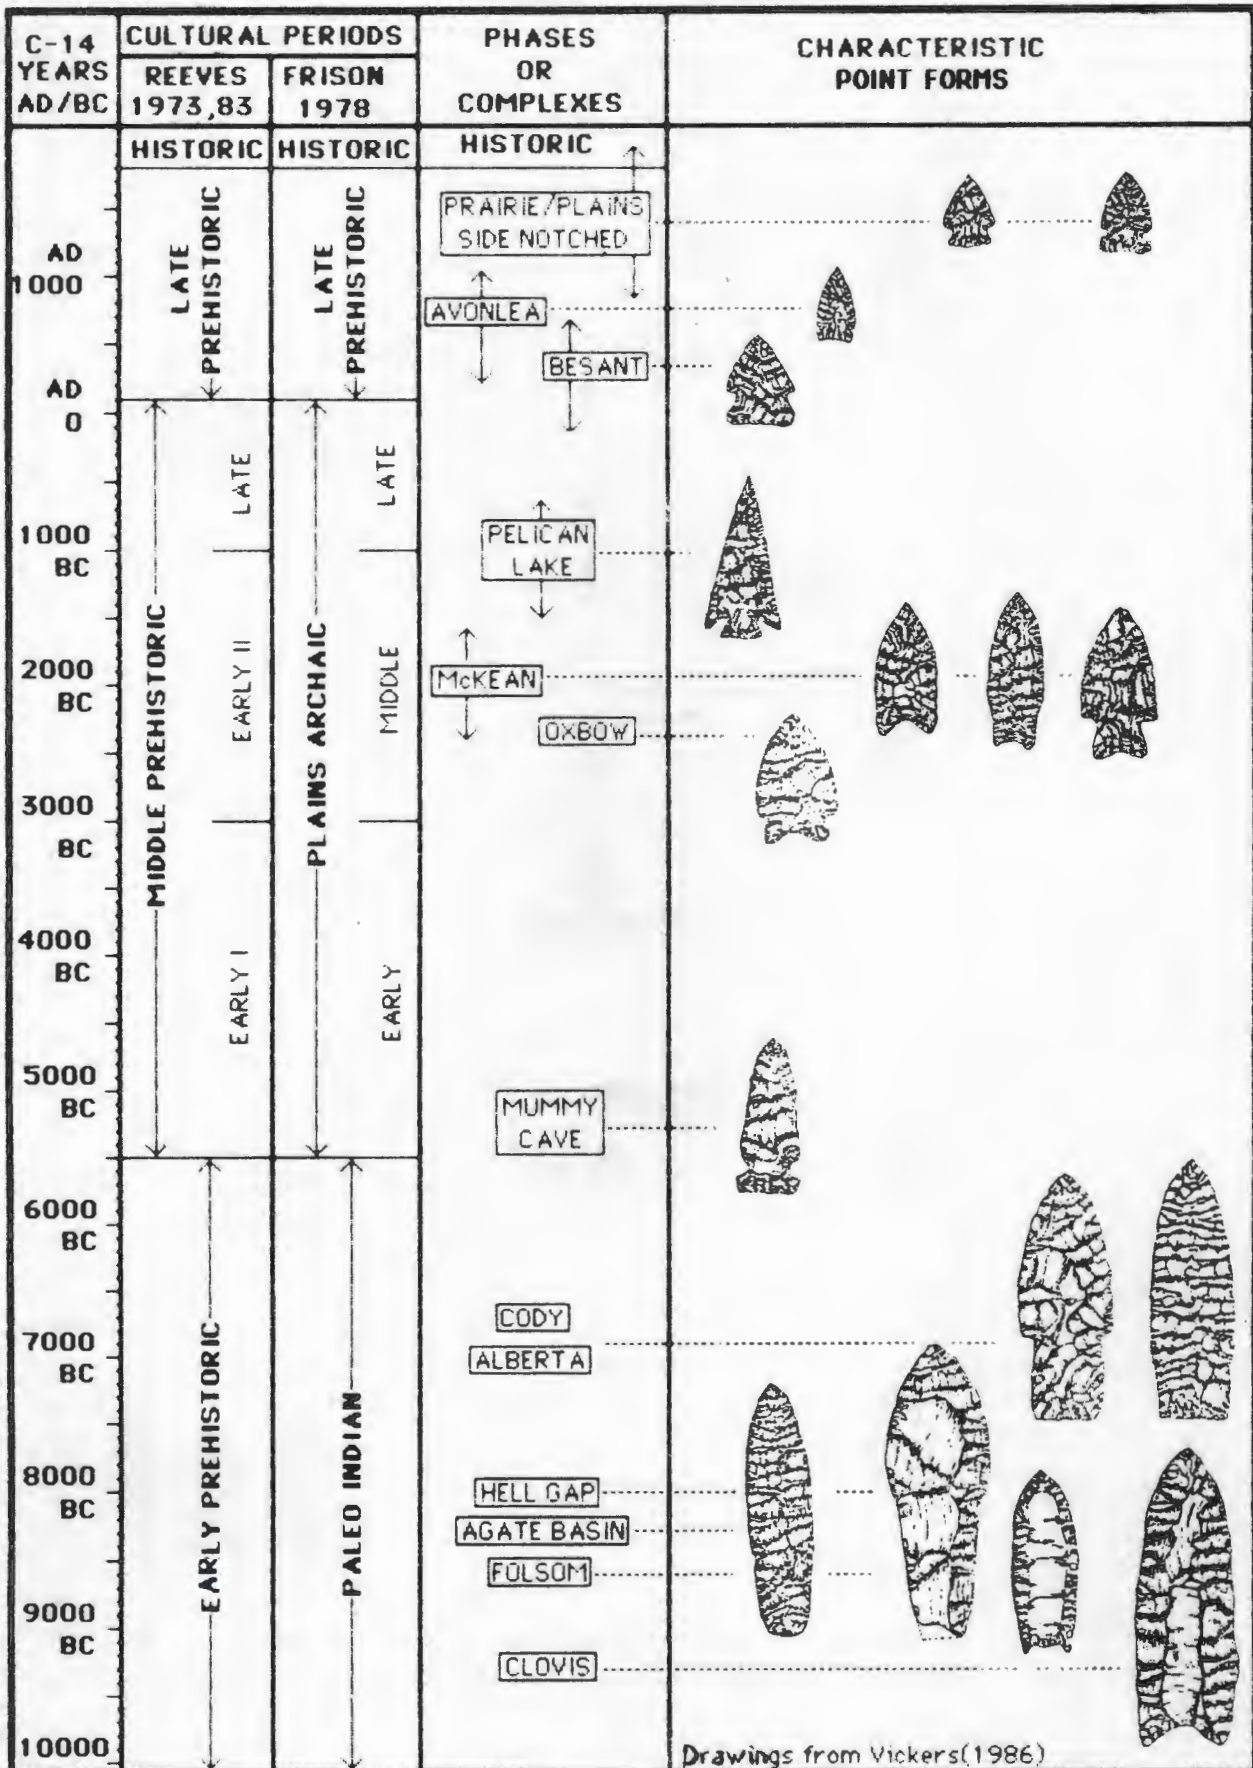 C-14
YEARS
AD/BC
CULTURAL PERIODS
REEVES
1973,83
FRISON
1978
PHASES
OR
COMPLEXES
CHARACTERISTIC
POINT FORMS
HISTORIC
HISTORIC
HISTORIC
AD
1000
AD
0
1000
BC
2000
BC
3000
BC
4000
BC
5000
BC
6000
BC
7000
BC
8000
BC
9000
BC
10000
LATE
PREHISTORIC
MIDDLE PREHISTORIC
LATE
EARLY II
EARLY I
EARLY PREHISTORIC
LATE
PREHISTORIC
PLAINS ARCHAIC
LATE
MIDDLE
EARLY
PALEO INDIAN
PRAIRIE/PLAINS
SIDE NOTCHED
AVONLEA
BESANT
PELICAN
LAKE
McKEAN
OXBOW
MUMMY
CAVE
CODY
ALBERTA
HELL GAP
AGATE BASIN
FOLSOM
CLOVIS
Drawings from Vickers(1986)